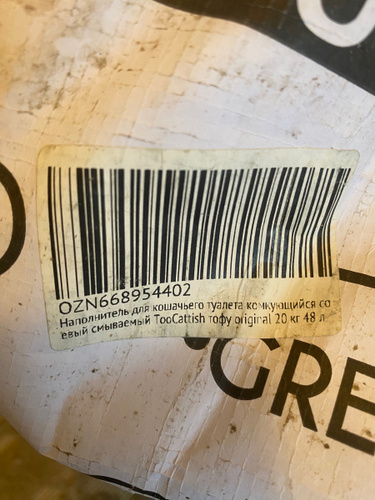 OZN668954402
Наполнитель для кошачьего туалета комкующийся со
евый смываемый TooCattish тофу original 20 кг 48 л
GRE